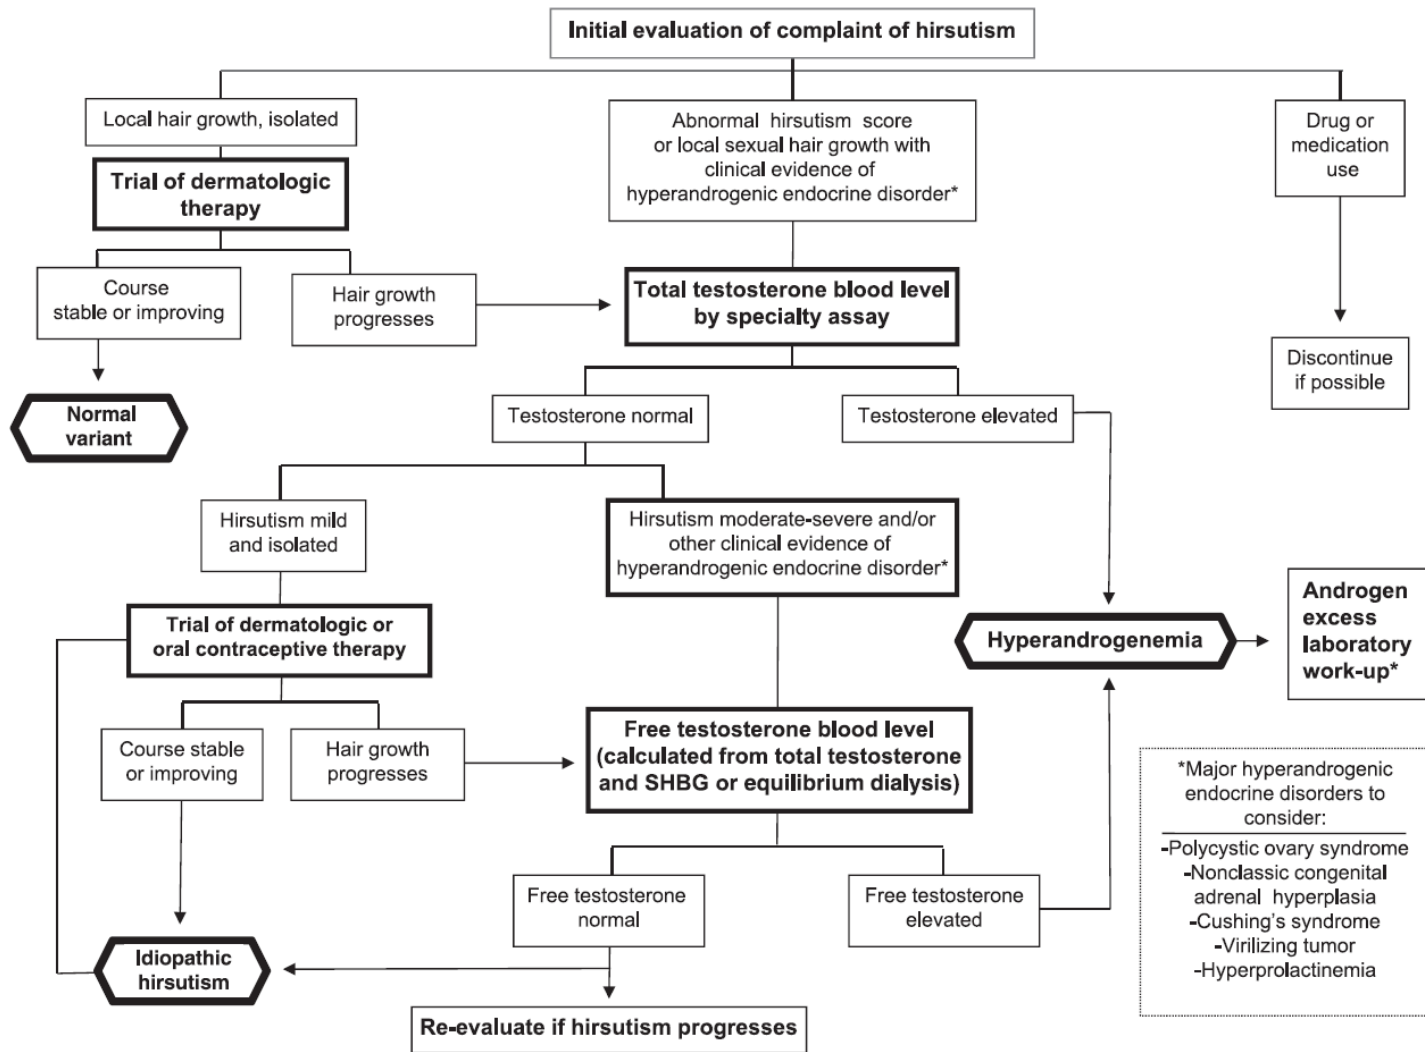 Initial evaluation of complaint of hirsutism
Local hair growth, isolated
Trial of dermatologic
therapy
Course
stable or improving
Hair growth
progresses
Normal
variant
Abnormal hirsutism score
or local sexual hair growth with
clinical evidence of
hyperandrogenic endocrine disorder*
Drug or
medication
use
Total testosterone blood level
by specialty assay
Discontinue
if possible
Testosterone normal
Testosterone elevated
Hirsutism mild
and isolated
Hirsutism moderate-severe and/or
other clinical evidence of
hyperandrogenic endocrine disorder*
Trial of dermatologic or
oral contraceptive therapy
Hyperandrogenemia
Androgen
excess
laboratory
work-up*
Course stable
or improving
Hair growth
progresses
Free testosterone blood level
(calculated from total testosterone
and SHBG or equilibrium dialysis)
Free testosterone
normal
Free testosterone
elevated
Idiopathic
hirsutism
Re-evaluate if hirsutism progresses
*Major hyperandrogenic
endocrine disorders to
consider:
-Polycystic ovary syndrome
-Nonclassic congenital
adrenal hyperplasia
-Cushing's syndrome
-Virilizing tumor
-Hyperprolactinemia